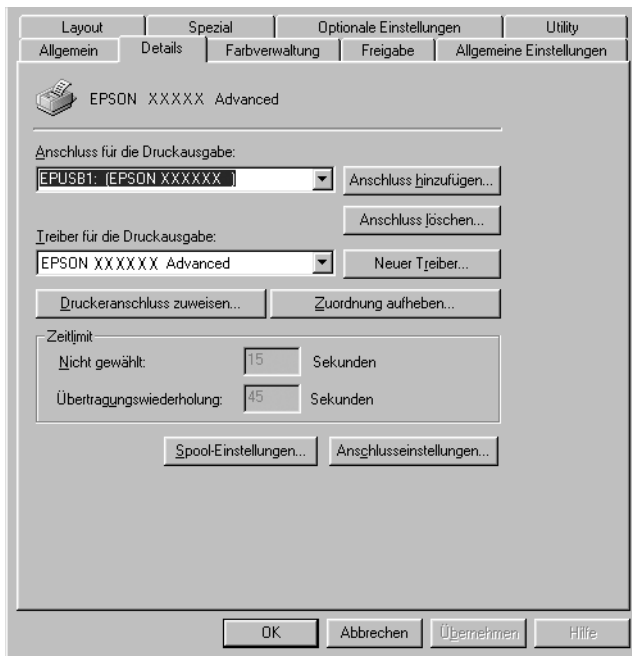 Layout Spezial Optionale Einstellungen Utility
Allgemein Details Farbverwaltung Freigabe Allgemeine Einstellungen
EPSON XXXXX Advanced
Anschluss für die Druckausgabe:
EPUSB1: (EPSON XXXXXX ) Anschluss hinzufügen...
Anschluss löschen...
Treiber für die Druckausgabe:
EPSON XXXXXX Advanced Neuer Treiber...
Druckeranschluss zuweisen... Zuordnung aufheben...
Zeitlimit
Nicht gewählt: 15 Sekunden
Übertragungswiederholung: 45 Sekunden
Spool-Einstellungen... Anschlusseinstellungen...
OK Abbrechen Übernehmen Hilfe